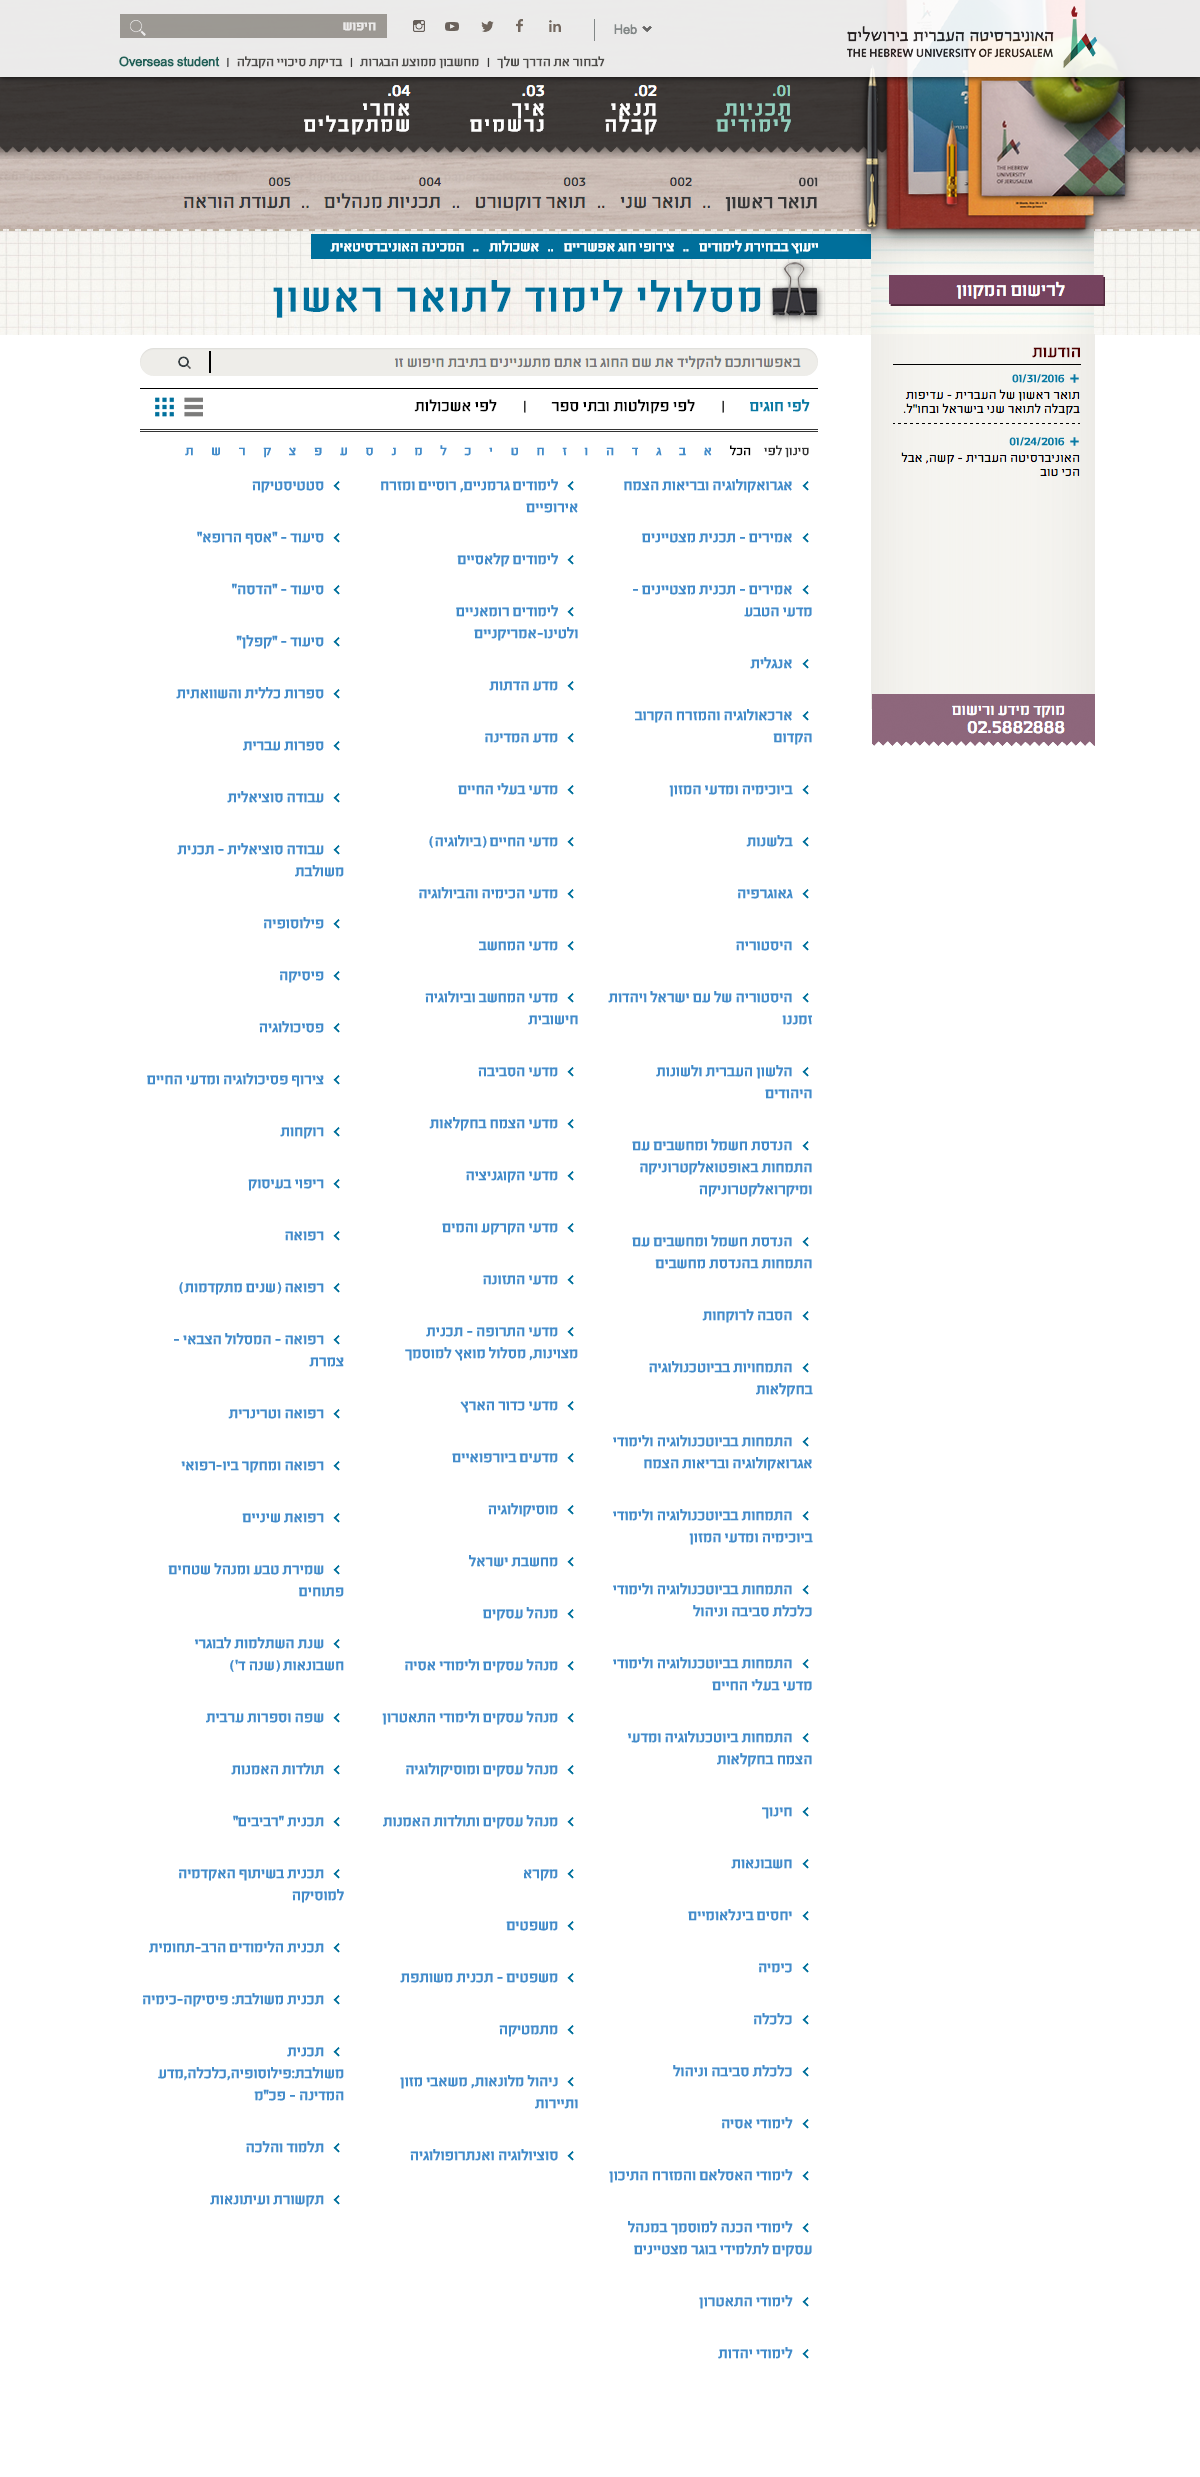 האוניברסיטה העברית בירושלים
THE HEBREW UNIVERSITY OF JERUSALEM
Heb
חיפוש
לבחור את הדרך שלך | מחשבון ממוצע הבגרות | בדיקת סיכויי הקבלה | Overseas student
01. תכניות לימודים
02. תנאי קבלה
03. איך נרשמים
04. אחרי שמתקבלים
THE HEBREW UNIVERSITY OF JERUSALEM
001 002 003 004 005
תואר ראשון .. תואר שני .. תואר דוקטורט .. תכניות מנהלים .. תעודת הוראה
ייעוץ בבחירת לימודים .. צירופי חוג אפשריים .. אשכולות .. המכינה האוניברסיטאית
מסלולי לימוד לתואר ראשון
לרישום המקוון
הודעות
01/31/2016 +
תואר ראשון של העברית - עדיפות
בקבלה לתואר שני בישראל ובחו"ל.
01/24/2016 +
האוניברסיטה העברית - קשה, אבל
הכי טוב
מוקד מידע ורישום
02.5882888
באפשרותכם להקליד את שם החוג בו אתם מתעניינים בתיבת חיפוש זו
לפי חוגים | לפי פקולטות ובתי ספר | לפי אשכולות
סינון לפי הכל א ב ג ד ה ו ז ח ט י כ ל מ נ ס ע פ צ ק ר ש ת
אגרואקולוגיה ובריאות הצמח
אמירים - תכנית מצטיינים
אמירים - תכנית מצטיינים -
מדעי הטבע
אנגלית
ארכאולוגיה והמזרח הקרוב
הקדום
ביוכימיה ומדעי המזון
בלשנות
גאוגרפיה
היסטוריה
היסטוריה של עם ישראל ויהדות
זמננו
הלשון העברית ולשונות
היהודים
הנדסת חשמל ומחשבים עם
התמחות באופטואלקטרוניקה
ומיקרואלקטרוניקה
הנדסת חשמל ומחשבים עם
התמחות בהנדסת מחשבים
הסבה לרוקחות
התמחויות בביוטכנולוגיה
בחקלאות
התמחות בביוטכנולוגיה ולימודי
אגרואקולוגיה ובריאות הצמח
התמחות בביוטכנולוגיה ולימודי
ביוכימיה ומדעי המזון
התמחות בביוטכנולוגיה ולימודי
כלכלת סביבה וניהול
התמחות בביוטכנולוגיה ולימודי
מדעי בעלי החיים
התמחות ביוטכנולוגיה ומדעי
הצמח בחקלאות
חינוך
חשבונאות
יחסים בינלאומיים
כימיה
כלכלה
כלכלת סביבה וניהול
לימודי אסיה
לימודי האסלאם והמזרח התיכון
לימודי הכנה למוסמך במנהל
עסקים לתלמידי בוגר מצטיינים
לימודי התאטרון
לימודי יהדות
לימודים גרמניים, רוסיים ומזרח
אירופיים
לימודים קלאסיים
לימודים רומאניים
ולטינו-אמריקניים
מדע הדתות
מדע המדינה
מדעי בעלי החיים
מדעי החיים (ביולוגיה)
מדעי הכימיה והביולוגיה
מדעי המחשב
מדעי המחשב וביולוגיה
חישובית
מדעי הסביבה
מדעי הצמח בחקלאות
מדעי הקוגניציה
מדעי הקרקע והמים
מדעי התזונה
מדעי התרופה - תכנית
מצוינות, מסלול מואץ למוסמך
מדעי כדור הארץ
מדעים ביורפואיים
מוסיקולוגיה
מחשבת ישראל
מנהל עסקים
מנהל עסקים ולימודי אסיה
מנהל עסקים ולימודי התאטרון
מנהל עסקים ומוסיקולוגיה
מנהל עסקים ותולדות האמנות
מקרא
משפטים
משפטים - תכנית משותפת
מתמטיקה
ניהול מלונאות, משאבי מזון
ותיירות
סוציולוגיה ואנתרופולוגיה
סטטיסטיקה
סיעוד - "אסף הרופא"
סיעוד - "הדסה"
סיעוד - "קפלן"
ספרות כללית והשוואתית
ספרות עברית
עבודה סוציאלית
עבודה סוציאלית - תכנית
משולבת
פילוסופיה
פיסיקה
פסיכולוגיה
צירוף פסיכולוגיה ומדעי החיים
רוקחות
ריפוי בעיסוק
רפואה
רפואה (שנים מתקדמות)
רפואה - המסלול הצבאי -
צמרת
רפואה וטרינרית
רפואה ומחקר ביו-רפואי
רפואת שיניים
שמירת טבע ומנהל שטחים
פתוחים
שנת השתלמות לבוגרי
חשבונאות (שנה ד')
שפה וספרות ערבית
תולדות האמנות
תכנית "רביבים"
תכנית בשיתוף האקדמיה
למוסיקה
תכנית הלימודים הרב-תחומית
תכנית משולבת: פיסיקה-כימיה
תכנית
משולבת:פילוסופיה,כלכלה,מדע
המדינה - פכ"מ
תלמוד והלכה
תקשורת ועיתונאות